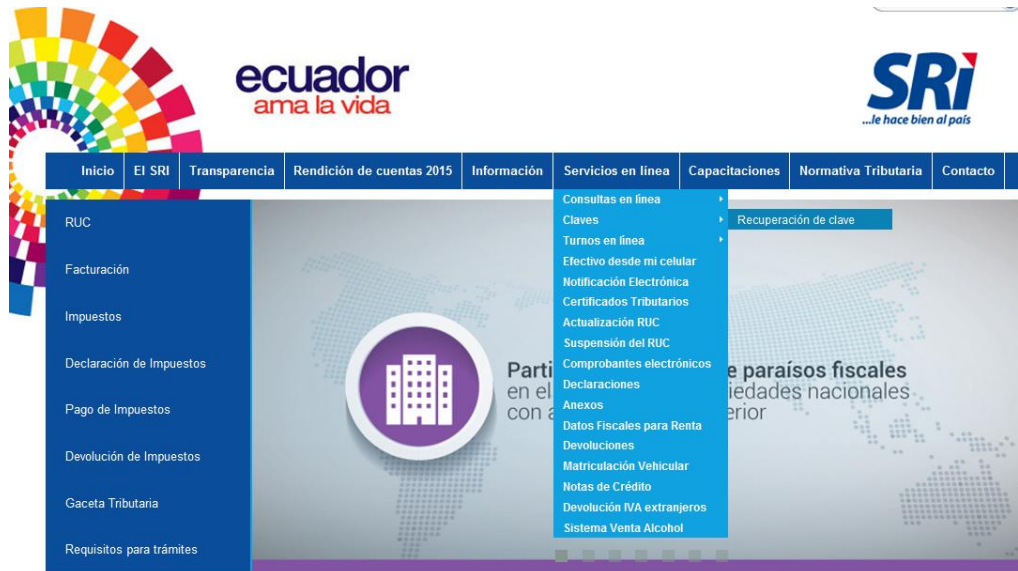 ecuador
ama la vida
SRi
...le hace bien al país
Inicio El SRI Transparencia Rendición de cuentas 2015 Información Servicios en línea Capacitaciones Normativa Tributaria Contacto
RUC
Facturación
Impuestos
Declaración de Impuestos
Pago de Impuestos
Devolución de Impuestos
Gaceta Tributaria
Requisitos para trámites
Consultas en línea
Claves
Recuperación de clave
Turnos en línea
Efectivo desde mi celular
Notificación Electrónica
Certificados Tributarios
Actualización RUC
Suspensión del RUC
Comprobantes electrónicos
Declaraciones
Anexos
Datos Fiscales para Renta
Devoluciones
Matriculación Vehicular
Notas de Crédito
Devolución IVA extranjeros
Sistema Venta Alcohol
e paraísos fiscales
en el
nacionales
con